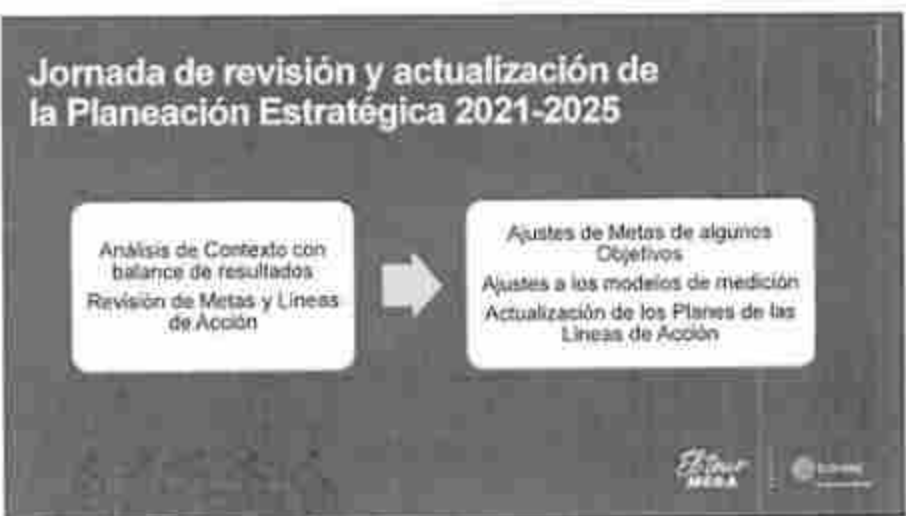 Jornada de revisión y actualización de
la Planeación Estratégica 2021-2025
Análisis de Contexto con
balance de resultados
Revisión de Metas y Líneas
de Acción
Ajustes de Metas de algunos
Objetivos
Ajustes a los modelos de medición
Actualización de los Planes de las
Líneas de Acción
META